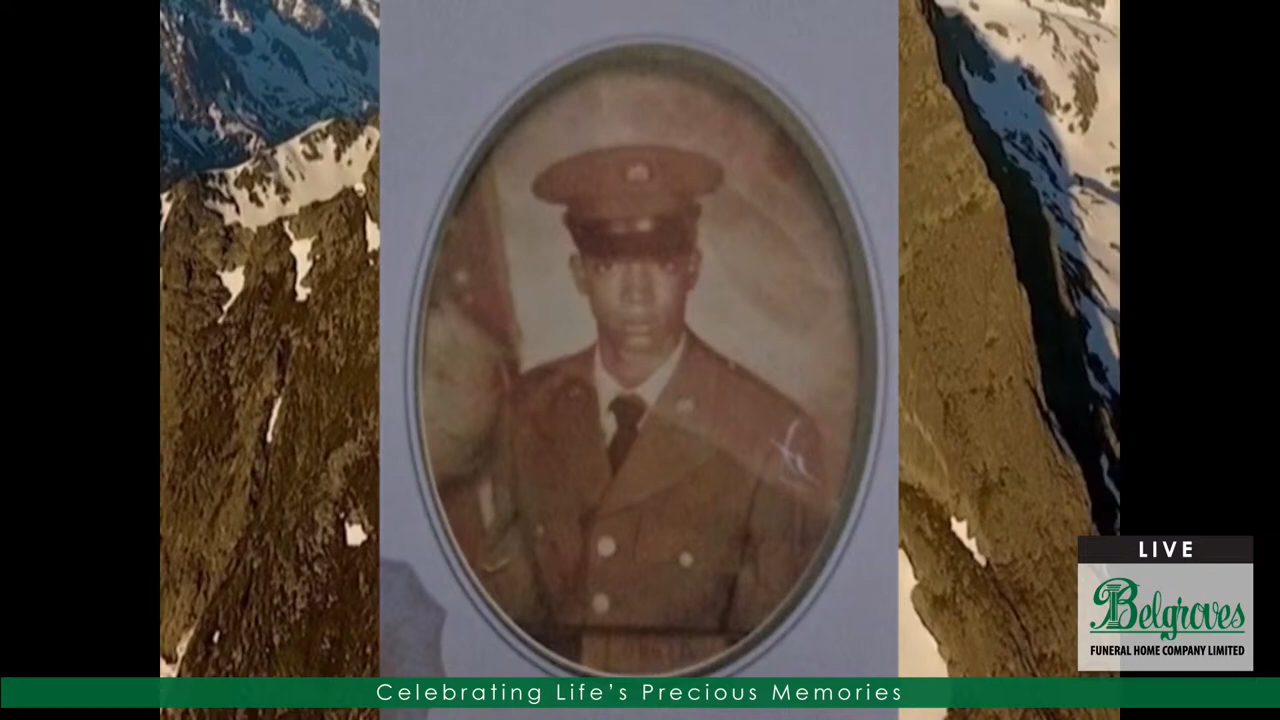 LIVE
Belgroves
FUNERAL HOME COMPANY LIMITED
Celebrating Life's Precious Memories